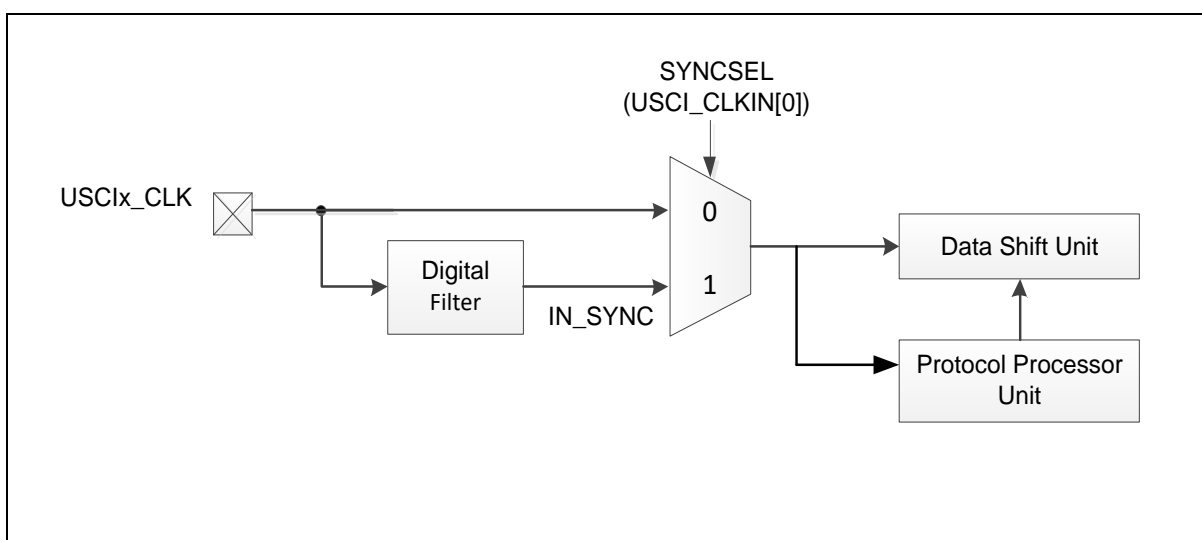 SYNCSEL
(USCI_CLKIN[0])
USCIx_CLK
0
Data Shift Unit
Digital
Filter
1
IN_SYNC
Protocol Processor
Unit